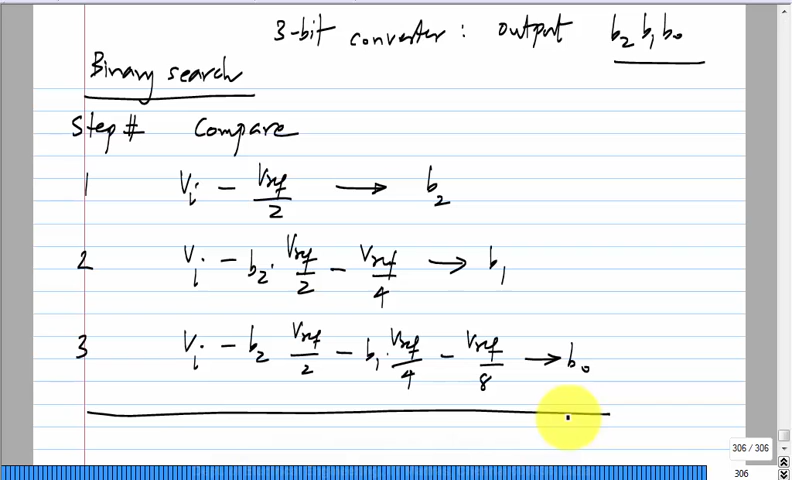 3-bit converter: output b₂ b₁ b₀
Binary search
Step # Compare
1 Vᵢ - Vref/2 → b₂
2 Vᵢ - b₂. Vref/2 - Vref/4 → b₁
3 Vᵢ - b₂ Vref/2 - b₁. Vref/4 - Vref/8 → b₀
306 / 306
306